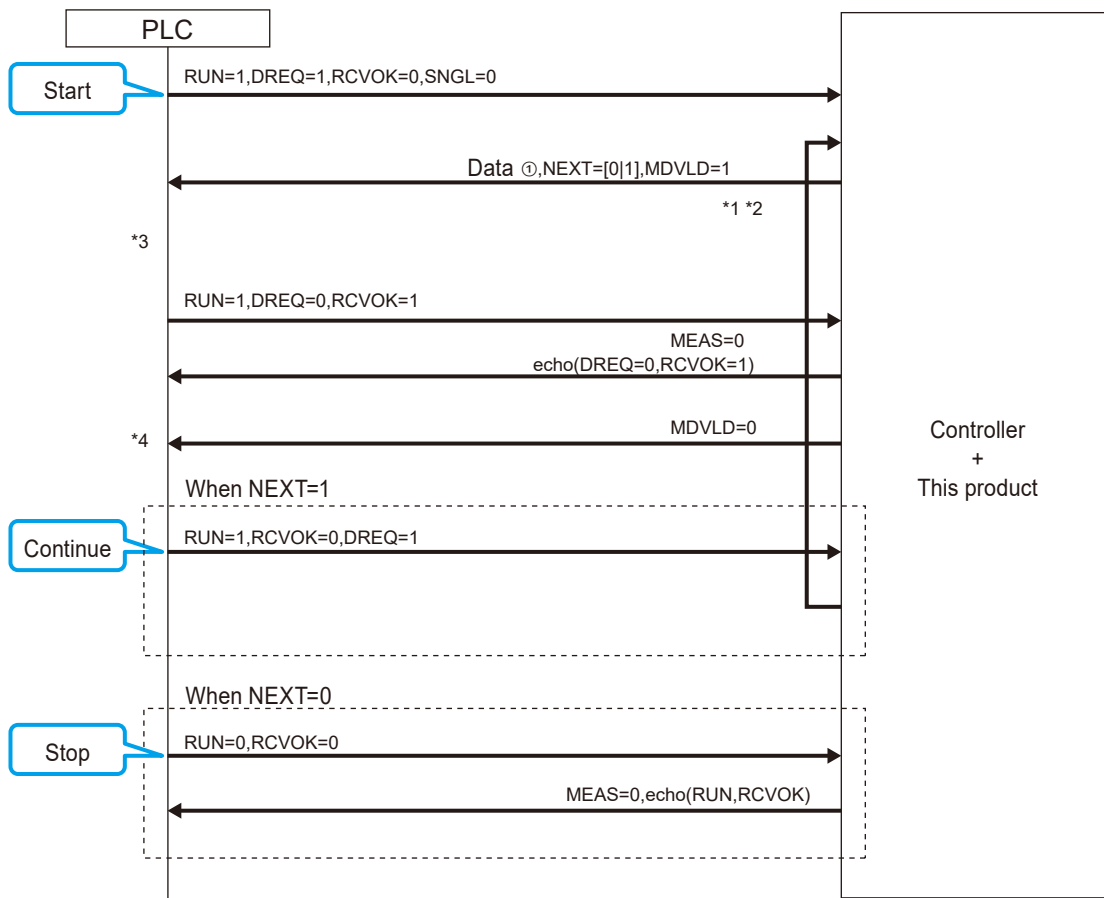 PLC
Start
RUN=1,DREQ=1,RCVOK=0,SNGL=0
Data ①,NEXT=[0|1],MDVLD=1
*1 *2
*3
RUN=1,DREQ=0,RCVOK=1
MEAS=0
echo(DREQ=0,RCVOK=1)
*4
MDVLD=0
Controller
+
This product
When NEXT=1
Continue
RUN=1,RCVOK=0,DREQ=1
When NEXT=0
Stop
RUN=0,RCVOK=0
MEAS=0,echo(RUN,RCVOK)